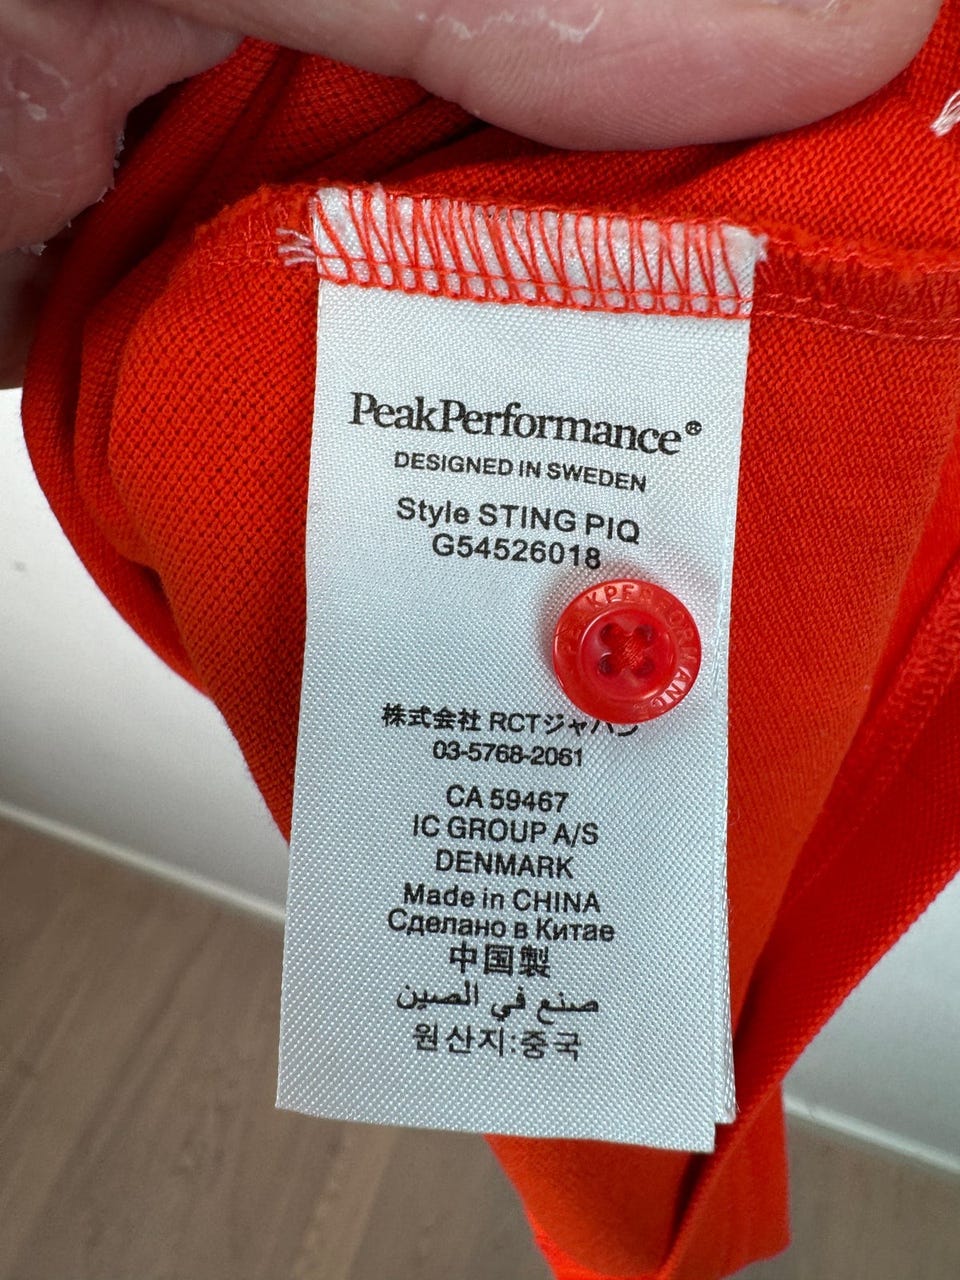 PeakPerformance®
DESIGNED IN SWEDEN
Style STING PIQ
G54526018
株式会社 RCTジャパン
03-5768-2061
CA 59467
IC GROUP A/S
DENMARK
Made in CHINA
Сделано в Китае
中国製
صنع في الصين
원산지:중국